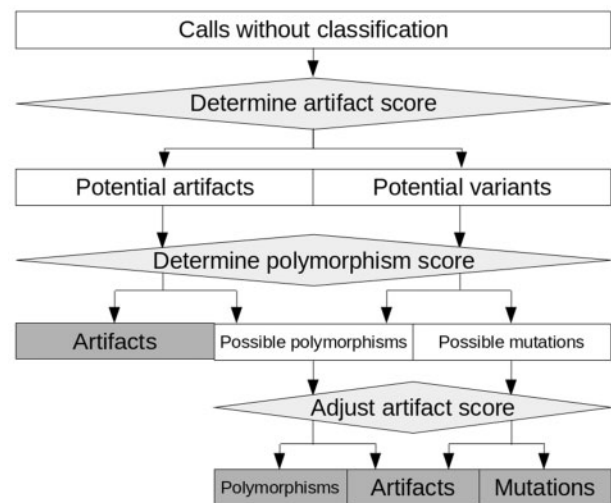 Calls without classification
Determine artifact score
Potential artifacts
Potential variants
Determine polymorphism score
Artifacts
Possible polymorphisms
Possible mutations
Adjust artifact score
Polymorphisms
Artifacts
Mutations